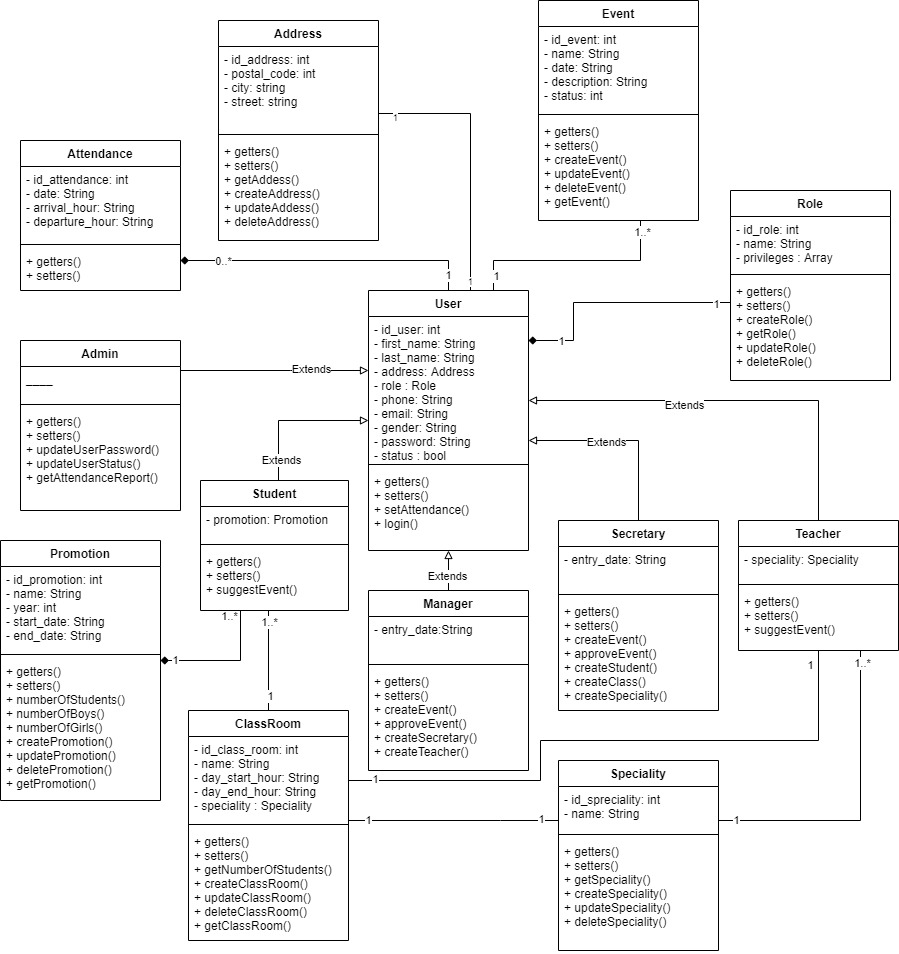 Address
- id_address: int
- postal_code: int
- city: string
- street: string
+ getters()
+ setters()
+ getAddess()
+ createAddress()
+ updateAddess()
+ deleteAddress()
1
1
Event
- id_event: int
- name: String
- date: String
- description: String
- status: int
+ getters()
+ setters()
+ createEvent()
+ updateEvent()
+ deleteEvent()
+ getEvent()
1..*
1
Attendance
- id_attendance: int
- date: String
- arrival_hour: String
- departure_hour: String
+ getters()
+ setters()
0..*
1
Role
- id_role: int
- name: String
- privileges : Array
+ getters()
+ setters()
+ createRole()
+ getRole()
+ updateRole()
+ deleteRole()
1
1
User
- id_user: int
- first_name: String
- last_name: String
- address: Address
- role : Role
- phone: String
- email: String
- gender: String
- password: String
- status : bool
+ getters()
+ setters()
+ setAttendance()
+ login()
Admin
____
+ getters()
+ setters()
+ updateUserPassword()
+ updateUserStatus()
+ getAttendanceReport()
Extends
Extends
Extends
Extends
Extends
Student
- promotion: Promotion
+ getters()
+ setters()
+ suggestEvent()
1..*
1..*
Promotion
- id_promotion: int
- name: String
- year: int
- start_date: String
- end_date: String
+ getters()
+ setters()
+ numberOfStudents()
+ numberOfBoys()
+ numberOfGirls()
+ createPromotion()
+ updatePromotion()
+ deletePromotion()
+ getPromotion()
1
1
Manager
- entry_date:String
+ getters()
+ setters()
+ createEvent()
+ approveEvent()
+ createSecretary()
+ createTeacher()
Secretary
- entry_date: String
+ getters()
+ setters()
+ createEvent()
+ approveEvent()
+ createStudent()
+ createClass()
+ createSpeciality()
Teacher
- speciality: Speciality
+ getters()
+ setters()
+ suggestEvent()
1
1..*
ClassRoom
- id_class_room: int
- name: String
- day_start_hour: String
- day_end_hour: String
- speciality : Speciality
+ getters()
+ setters()
+ getNumberOfStudents()
+ createClassRoom()
+ updateClassRoom()
+ deleteClassRoom()
+ getClassRoom()
1
1
1
1
Speciality
- id_spreciality: int
- name: String
+ getters()
+ setters()
+ getSpeciality()
+ createSpeciality()
+ updateSpeciality()
+ deleteSpeciality()